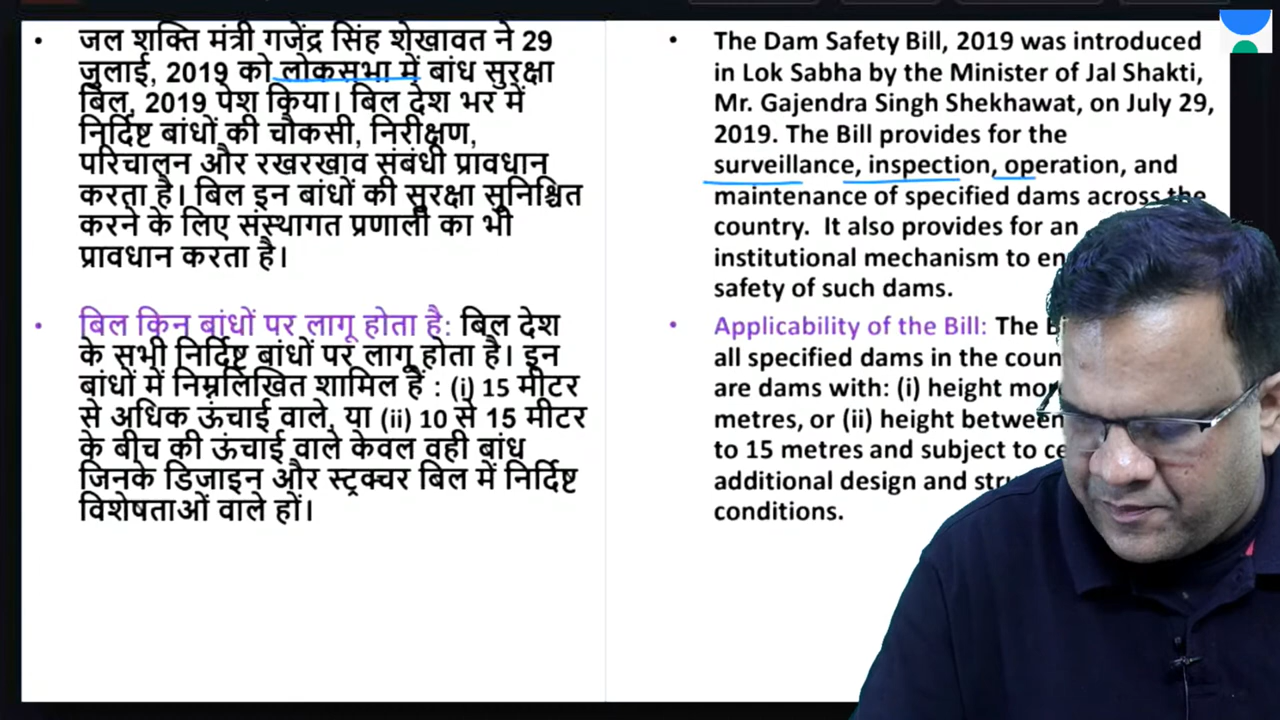 • जल शक्ति मंत्री गजेंद्र सिंह शेखावत ने 29
जुलाई, 2019 को लोकसभा में बांध सुरक्षा
बिल, 2019 पेश किया। बिल देश भर में
निर्दिष्ट बांधों की चौकसी, निरीक्षण,
परिचालन और रखरखाव संबंधी प्रावधान
करता है। बिल इन बांधों की सुरक्षा सुनिश्चित
करने के लिए संस्थागत प्रणाली का भी
प्रावधान करता है।
• बिल किन बांधों पर लागू होता है: बिल देश
के सभी निर्दिष्ट बांधों पर लागू होता है। इन
बांधों में निम्नलिखित शामिल हैं : (i) 15 मीटर
से अधिक ऊंचाई वाले, या (ii) 10 से 15 मीटर
के बीच की ऊंचाई वाले केवल वही बांध
जिनके डिजाइन और स्ट्रक्चर बिल में निर्दिष्ट
विशेषताओं वाले हों।
• The Dam Safety Bill, 2019 was introduced
in Lok Sabha by the Minister of Jal Shakti,
Mr. Gajendra Singh Shekhawat, on July 29,
2019. The Bill provides for the
surveillance, inspection, operation, and
maintenance of specified dams across the
country. It also provides for an
institutional mechanism to
safety of such dams.
• Applicability of the Bill: The
all specified dams in the
are dams with: (i) height
metres, or (ii) height between
to 15 metres and subject to
additional design and
conditions.